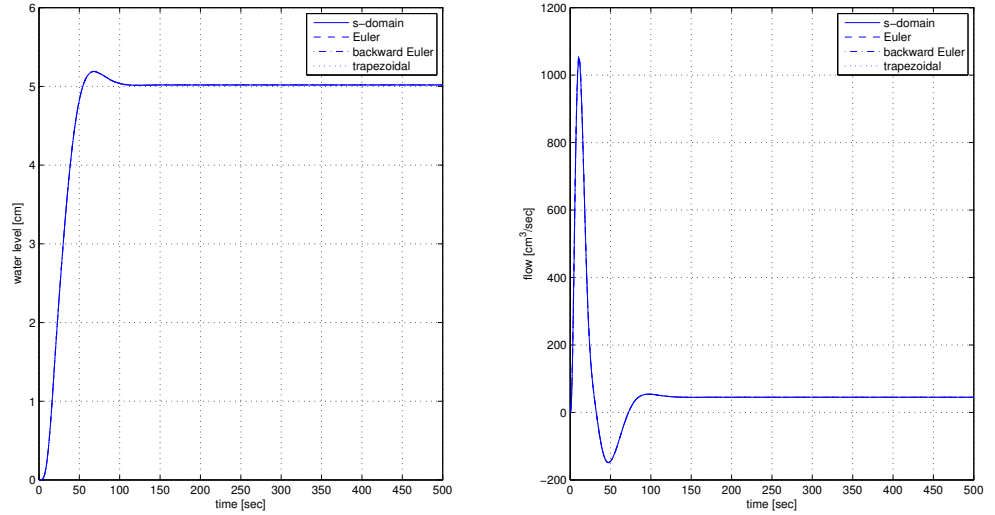 6
5
4
3
2
1
0
water level [cm]
0 50 100 150 200 250 300 350 400 450 500
time [sec]
s−domain
Euler
backward Euler
trapezoidal
1200
1000
800
600
400
200
0
−200
flow [cm³/sec]
0 50 100 150 200 250 300 350 400 450 500
time [sec]
s−domain
Euler
backward Euler
trapezoidal